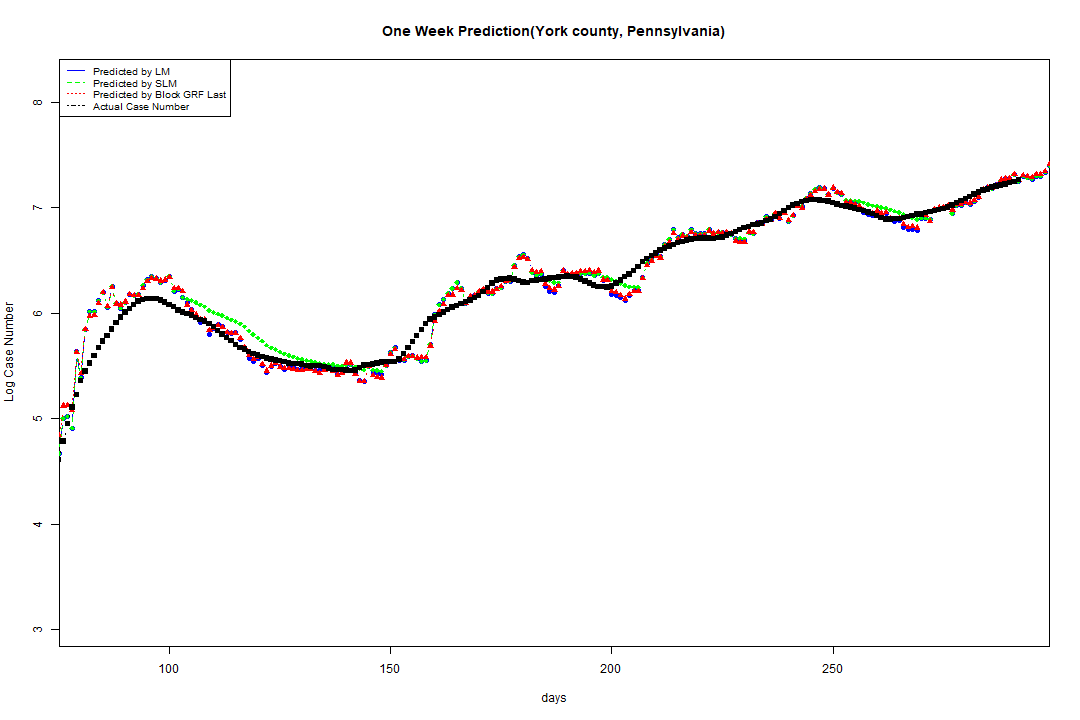 One Week Prediction(York county, Pennsylvania)
Predicted by LM
Predicted by SLM
Predicted by Block GRF Last
Actual Case Number
8
7
6
5
4
3
Log Case Number
100 150 200 250
days